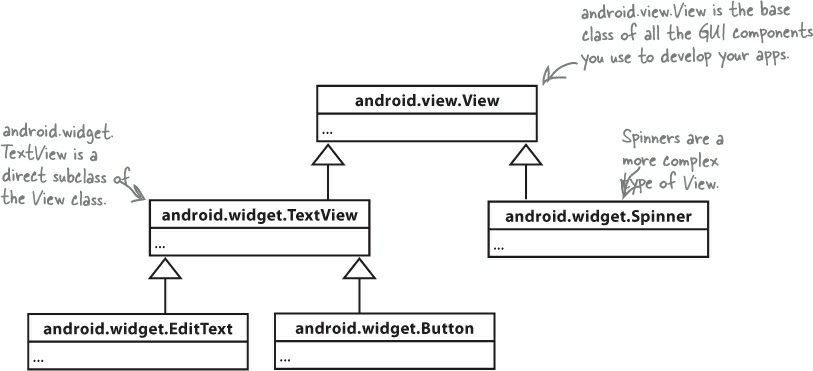 android.view.View is the base
class of all the GUI components
you use to develop your apps.
android.view.View
...
android.widget.
TextView is a
direct subclass of
the View class.
Spinners are a
more complex
type of View.
android.widget.TextView
...
android.widget.Spinner
...
android.widget.EditText
...
android.widget.Button
...